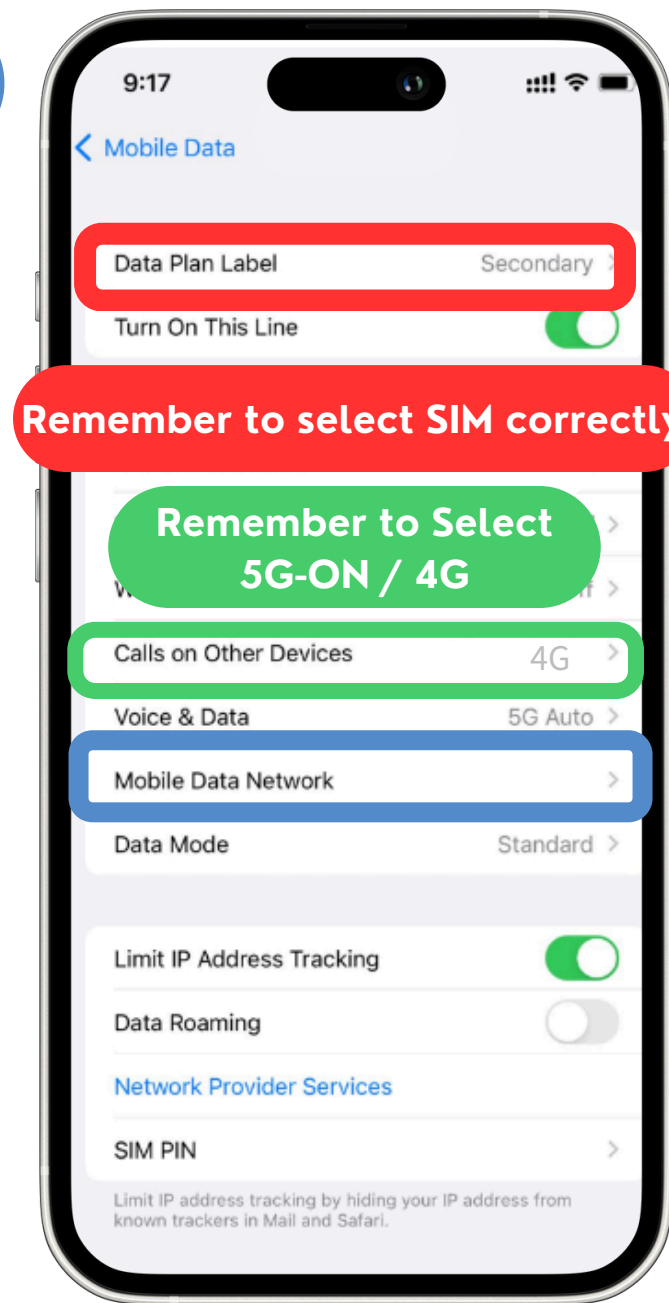 9:17
Mobile Data
Data Plan Label Secondary
Turn On This Line
Remember to select SIM correctly
Remember to Select
5G-ON / 4G
Calls on Other Devices 4G
Voice & Data 5G Auto
Mobile Data Network
Data Mode Standard
Limit IP Address Tracking
Data Roaming
Network Provider Services
SIM PIN
Limit IP address tracking by hiding your IP address from
known trackers in Mail and Safari.